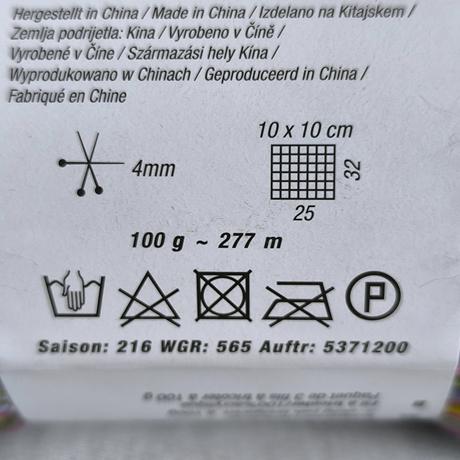 Hergestellt in China / Made in China / Izdelano na Kitajskem /
Zemlja podrijetla: Kina / Vyrobeno v Číně /
Vyrobené v Číne / Származási hely Kína /
Wyprodukowano w Chinach / Geproduceerd in China /
Fabriqué en Chine
10 x 10 cm
4mm
32
25
100 g ~ 277 m
P
Saison: 216 WGR: 565 Auftr: 5371200